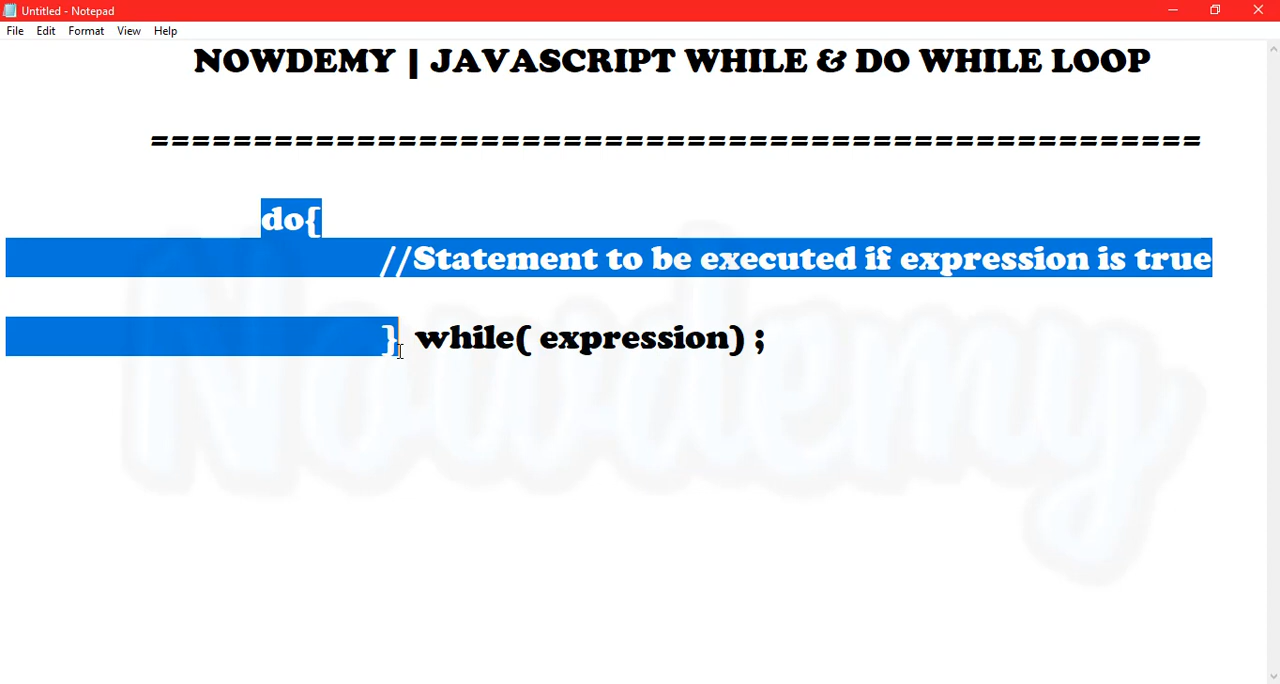 Untitled - Notepad
File Edit Format View Help
NOWDEMY | JAVASCRIPT WHILE & DO WHILE LOOP
===================================================
do{
//Statement to be executed if expression is true
} while( expression) ;
Nowdemy